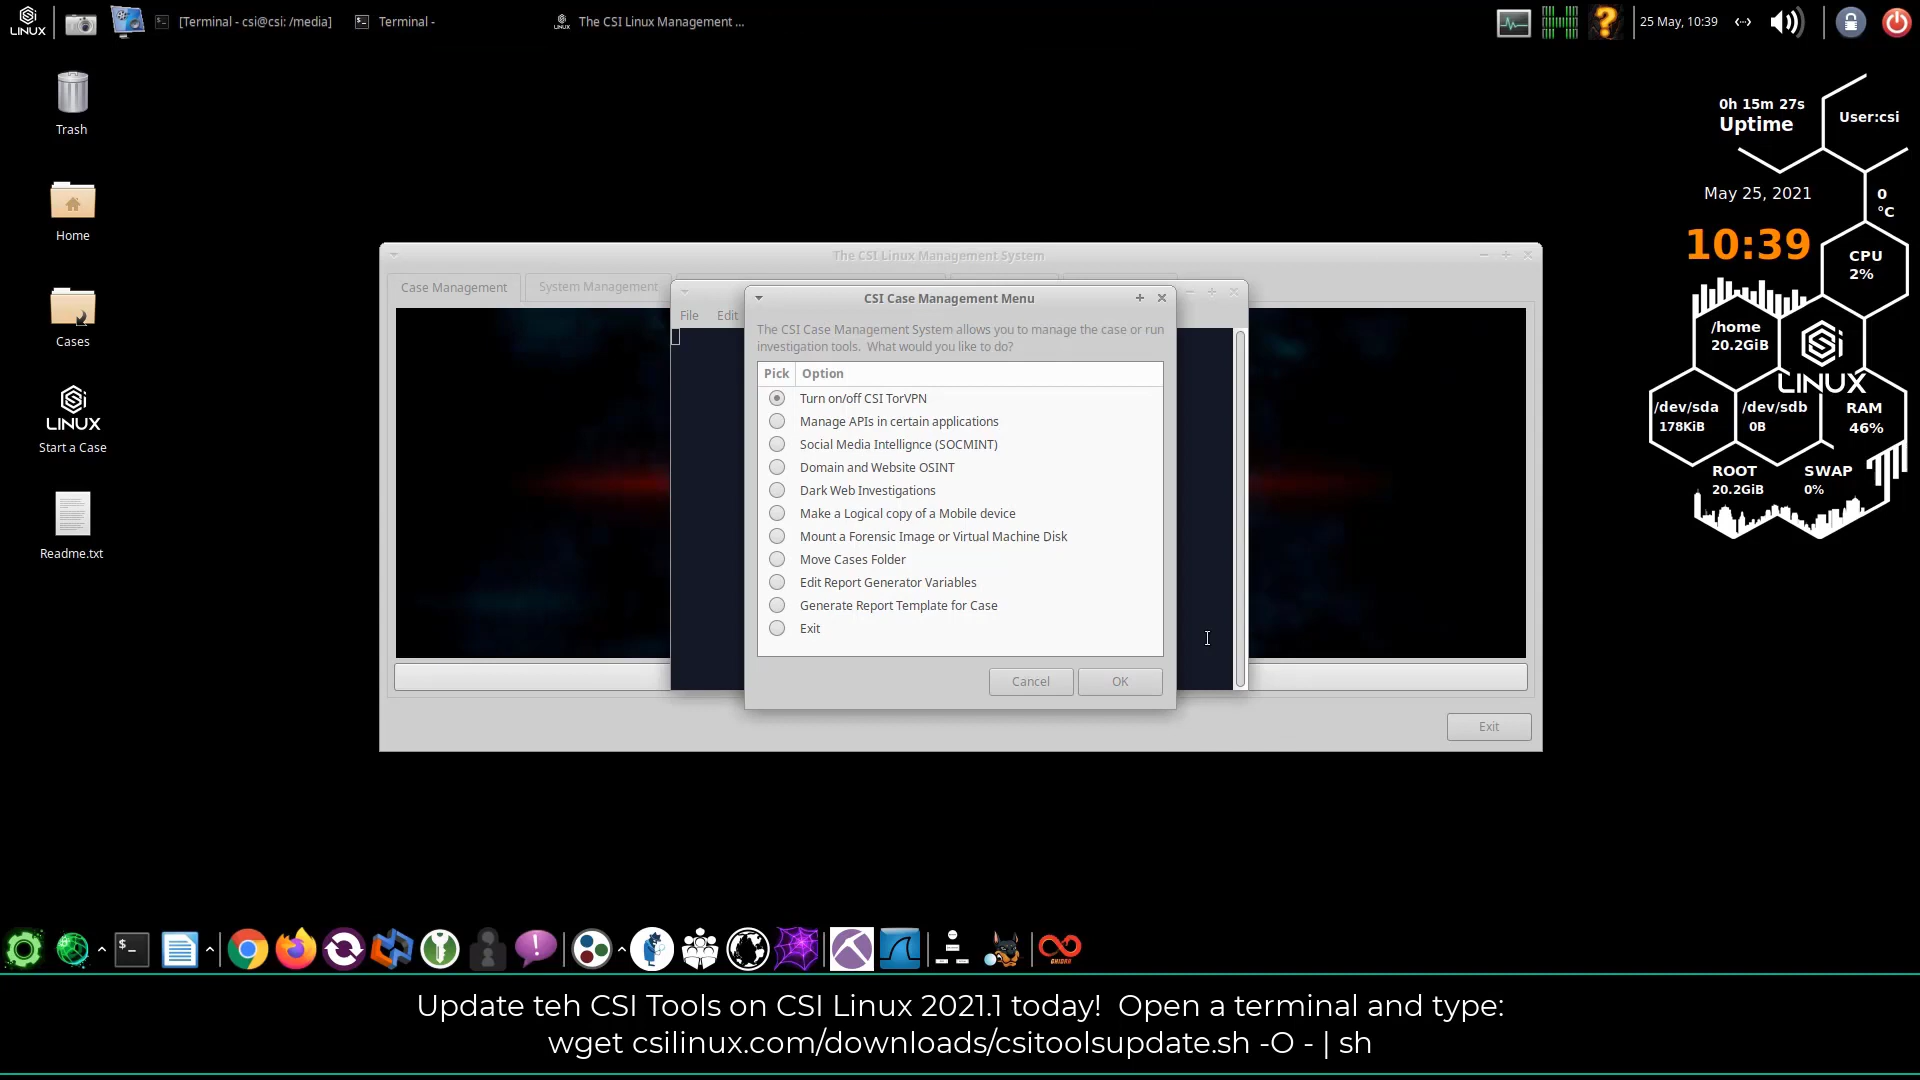 LINUX
[Terminal - csi@csi: /media]
Terminal -
The CSI Linux Management ...
25 May, 10:39
Trash
Home
Cases
LINUX
Start a Case
Readme.txt
0h 15m 27s
Uptime
User:csi
May 25, 2021
0
°C
10:39
CPU
2%
/home
20.2GiB
LINUX
/dev/sda
178KiB
/dev/sdb
0B
RAM
46%
ROOT
20.2GiB
SWAP
0%
The CSI Linux Management System
Case Management
System Management
File
Edit
CSI Case Management Menu
The CSI Case Management System allows you to manage the case or run
investigation tools.  What would you like to do?
Pick
Option
Turn on/off CSI TorVPN
Manage APIs in certain applications
Social Media Intellignce (SOCMINT)
Domain and Website OSINT
Dark Web Investigations
Make a Logical copy of a Mobile device
Mount a Forensic Image or Virtual Machine Disk
Move Cases Folder
Edit Report Generator Variables
Generate Report Template for Case
Exit
Cancel
OK
Exit
GHIDRA
Update teh CSI Tools on CSI Linux 2021.1 today!  Open a terminal and type:
wget csilinux.com/downloads/csitoolsupdate.sh -O - | sh